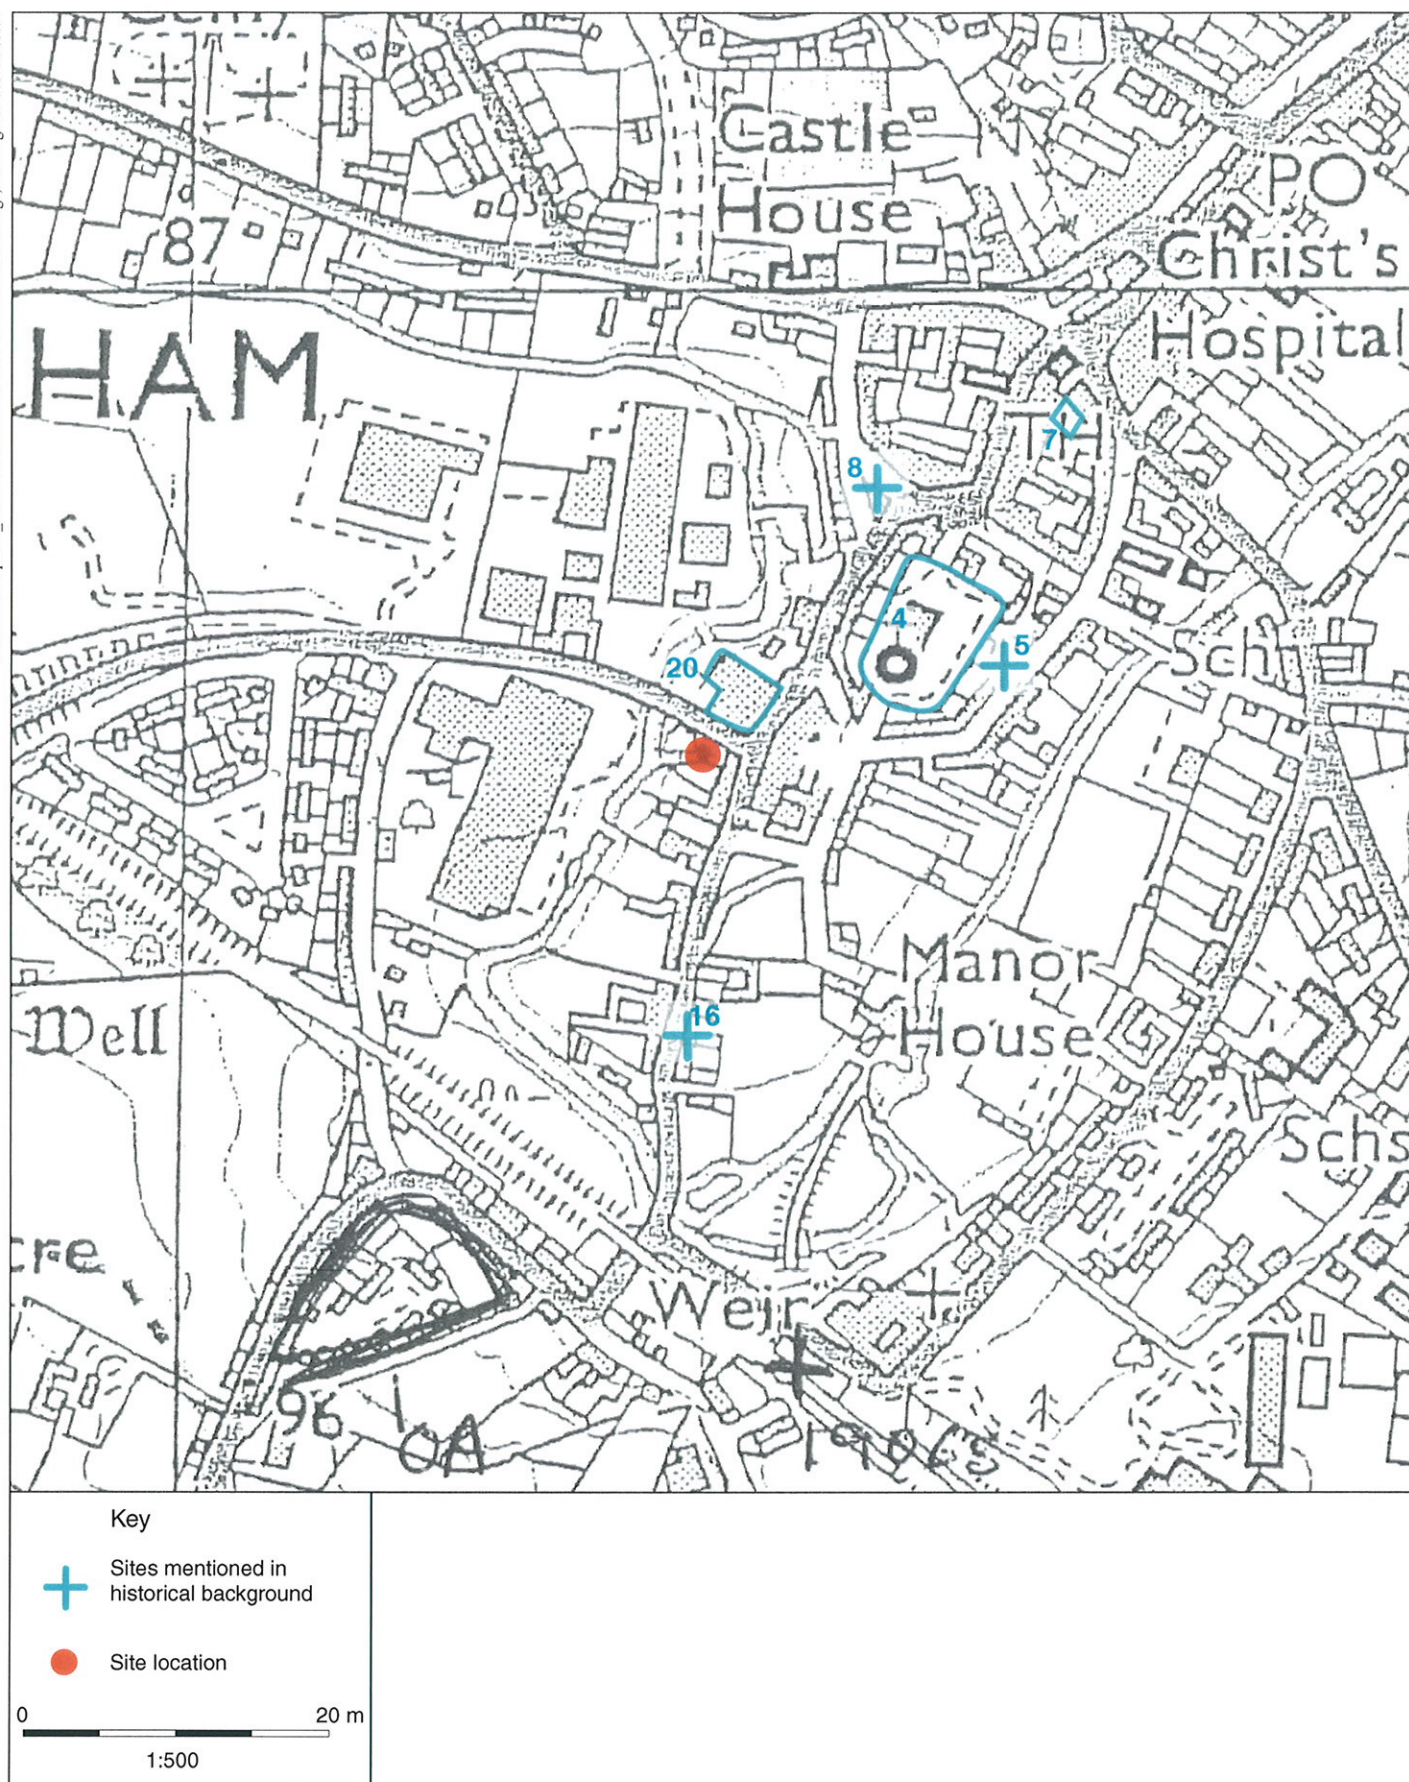 Castle
House
PO
Christ's
Hospital
87
HAM
7
TH
8
4
5
Sch
20
Manor
House
16
Well
Schs
cre
Weir
96
Key
Sites mentioned in
historical background
Site location
0 20 m
1:500